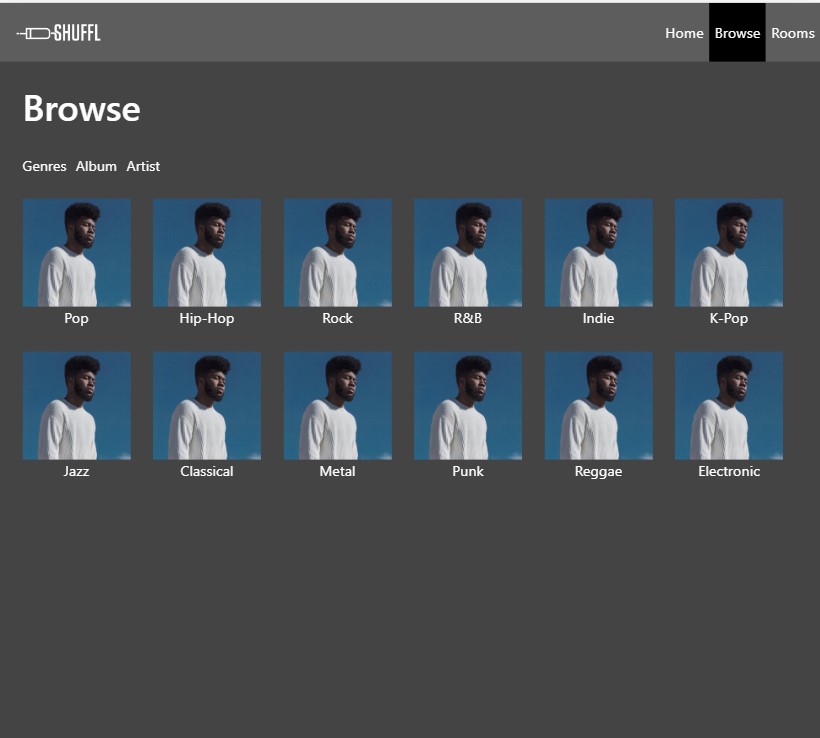 SHUFFL
Home Browse Rooms
Browse
Genres Album Artist
Pop Hip-Hop Rock R&B Indie K-Pop
Jazz Classical Metal Punk Reggae Electronic